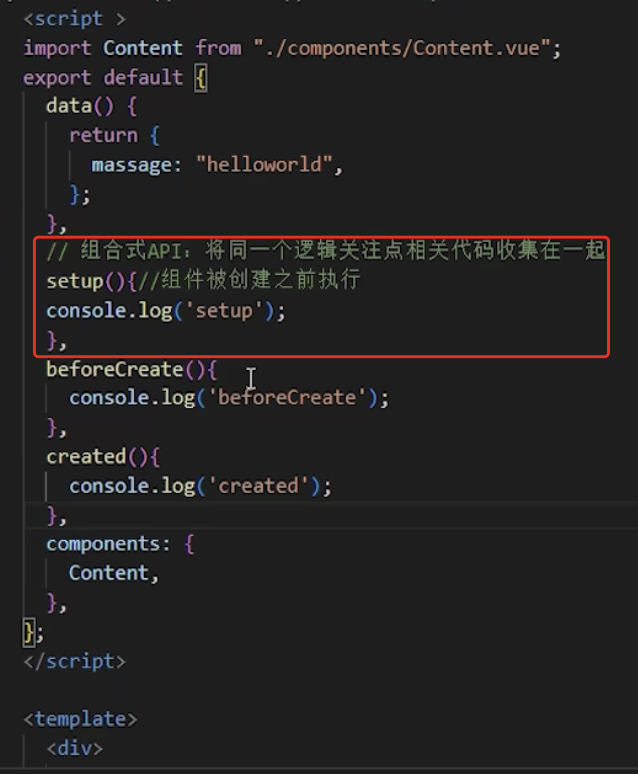 <script >
import Content from "./components/Content.vue";
export default {
data() {
return {
massage: "helloworld",
};
},
// 组合式API：将同一个逻辑关注点相关代码收集在一起
setup(){//组件被创建之前执行
console.log('setup');
},
beforeCreate(){
console.log('beforeCreate');
},
created(){
console.log('created');
},
components: {
Content,
},
};
</script>
<template>
<div>